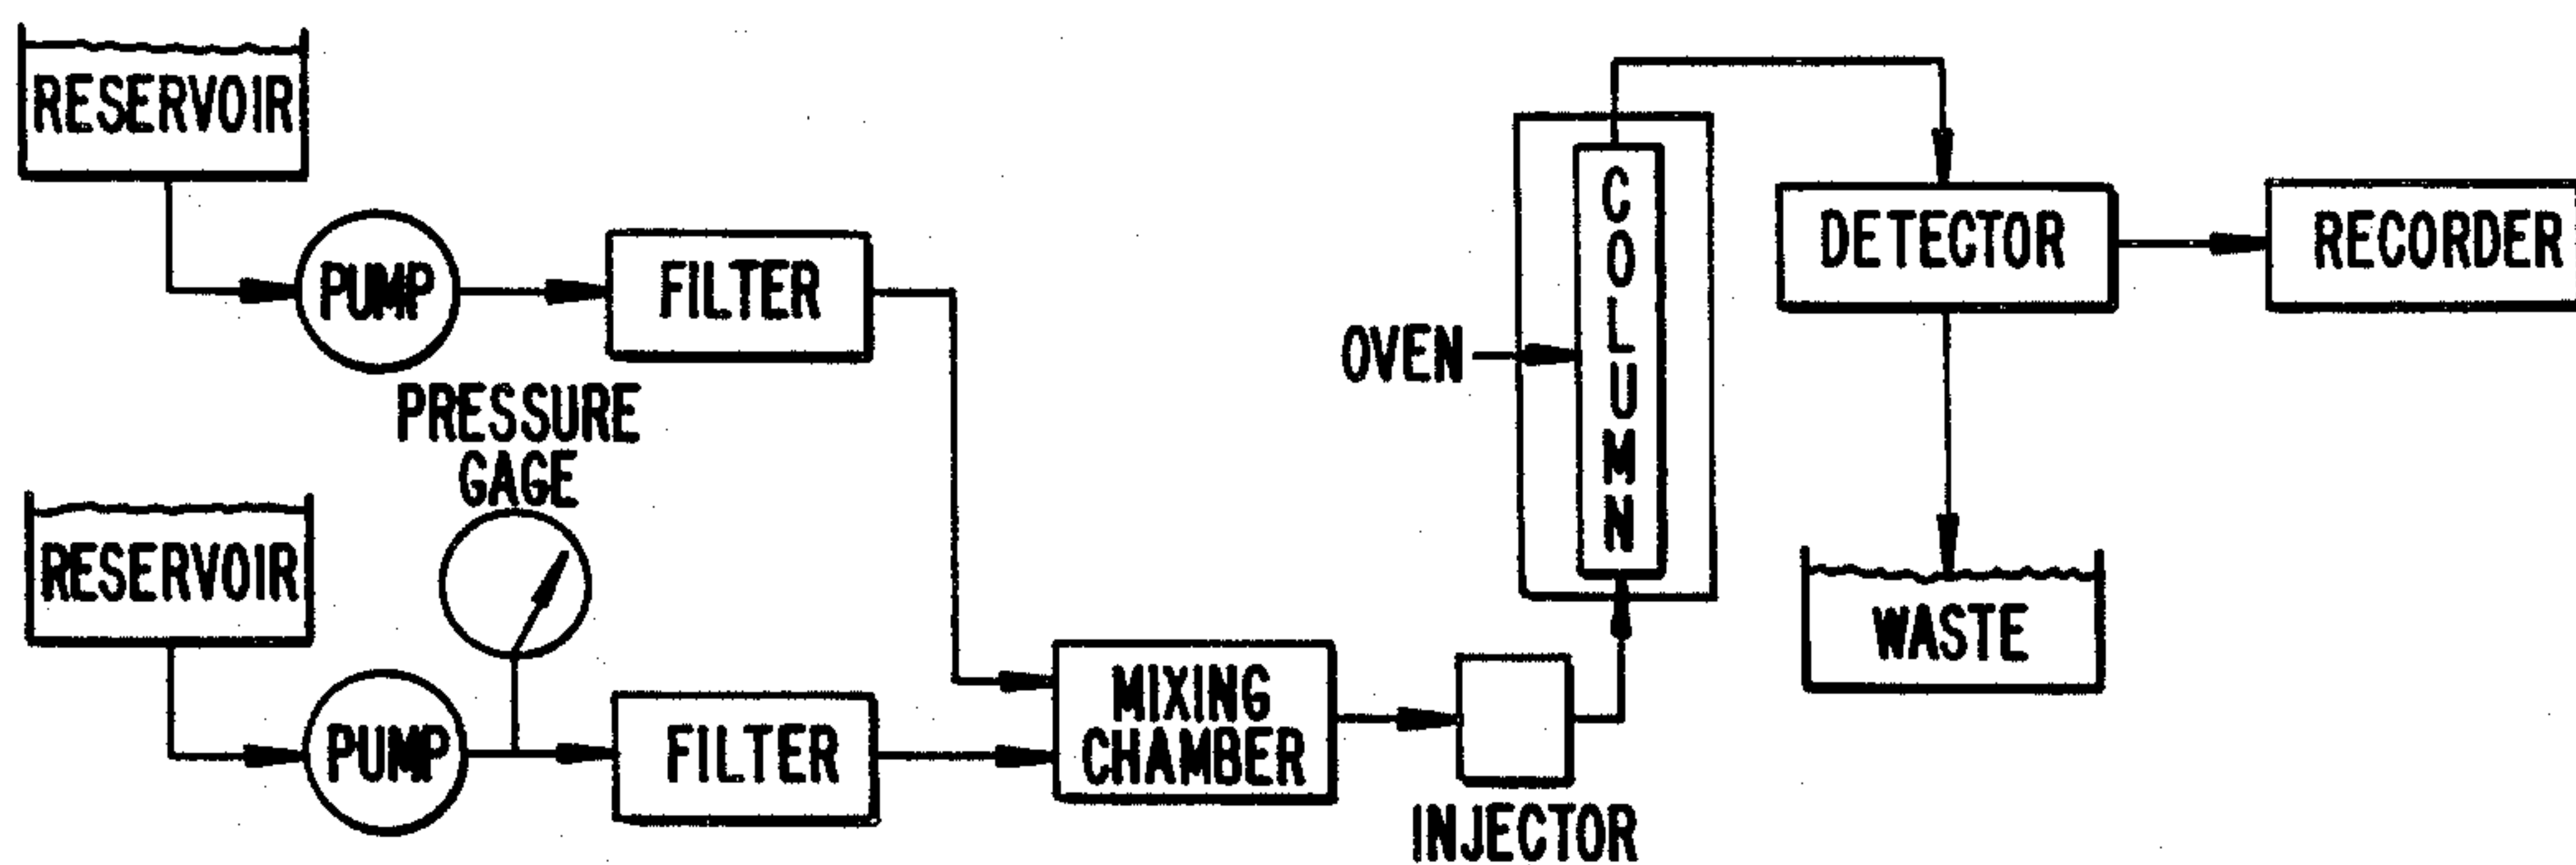 RESERVOIR
PUMP
FILTER
PRESSURE
GAGE
RESERVOIR
PUMP
FILTER
MIXING
CHAMBER
INJECTOR
OVEN
COLUMN
DETECTOR
RECORDER
WASTE